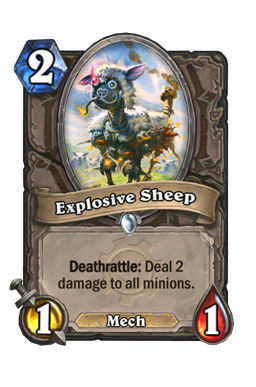 2
Explosive Sheep
Deathrattle: Deal 2
damage to all minions.
1 Mech 1